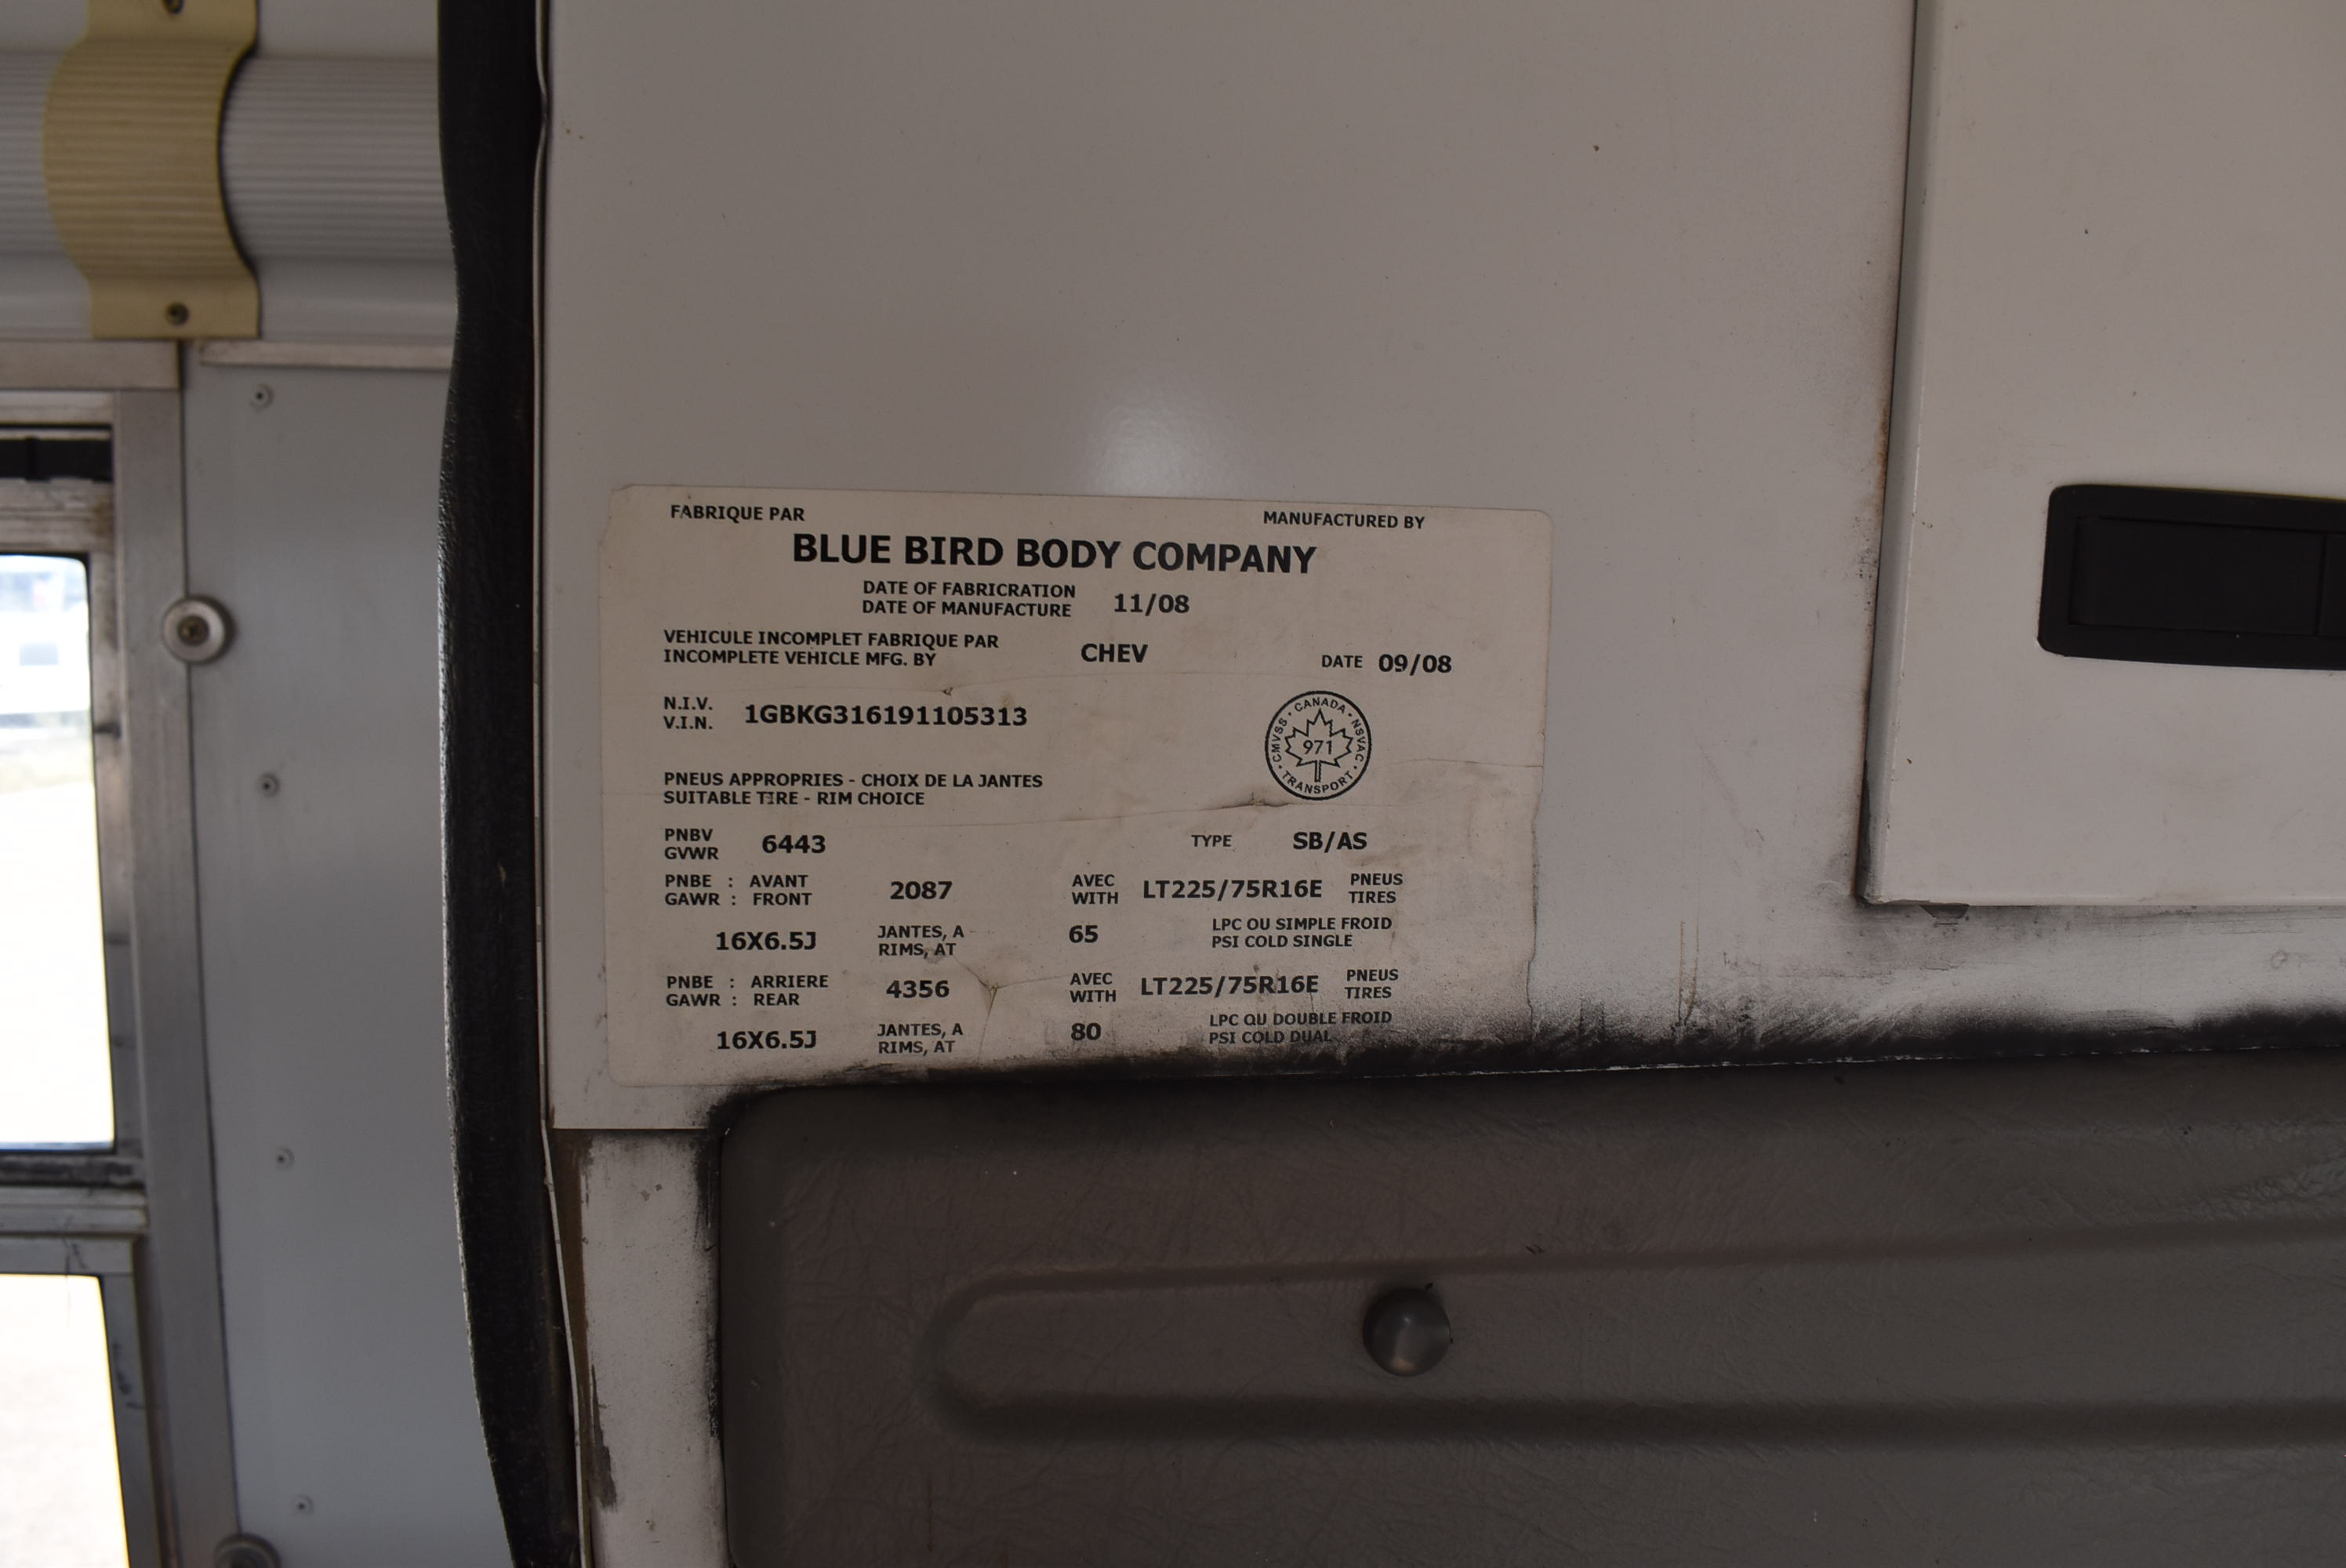 FABRIQUE PAR MANUFACTURED BY
BLUE BIRD BODY COMPANY
DATE OF FABRICRATION
DATE OF MANUFACTURE 11/08
VEHICULE INCOMPLET FABRIQUE PAR
INCOMPLETE VEHICLE MFG. BY CHEV DATE 09/08
N.I.V.
V.I.N. 1GBKG316191105313
CANADA · NSVAC · TRANSPORT · CMVSS ·
971
PNEUS APPROPRIES - CHOIX DE LA JANTES
SUITABLE TIRE - RIM CHOICE
PNBV
GVWR 6443 TYPE SB/AS
PNBE : AVANT
GAWR : FRONT 2087 AVEC
WITH LT225/75R16E PNEUS
TIRES
16X6.5J JANTES, A
RIMS, AT 65 LPC OU SIMPLE FROID
PSI COLD SINGLE
PNBE : ARRIERE
GAWR : REAR 4356 AVEC
WITH LT225/75R16E PNEUS
TIRES
16X6.5J JANTES, A
RIMS, AT 80 LPC QU DOUBLE FROID
PSI COLD DUAL